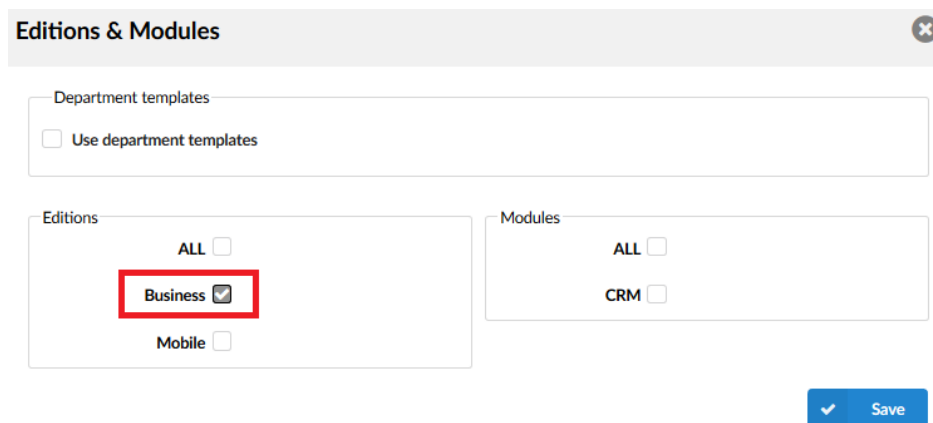 Editions & Modules
Department templates
Use department templates
Editions
ALL
Business
Mobile
Modules
ALL
CRM
Save